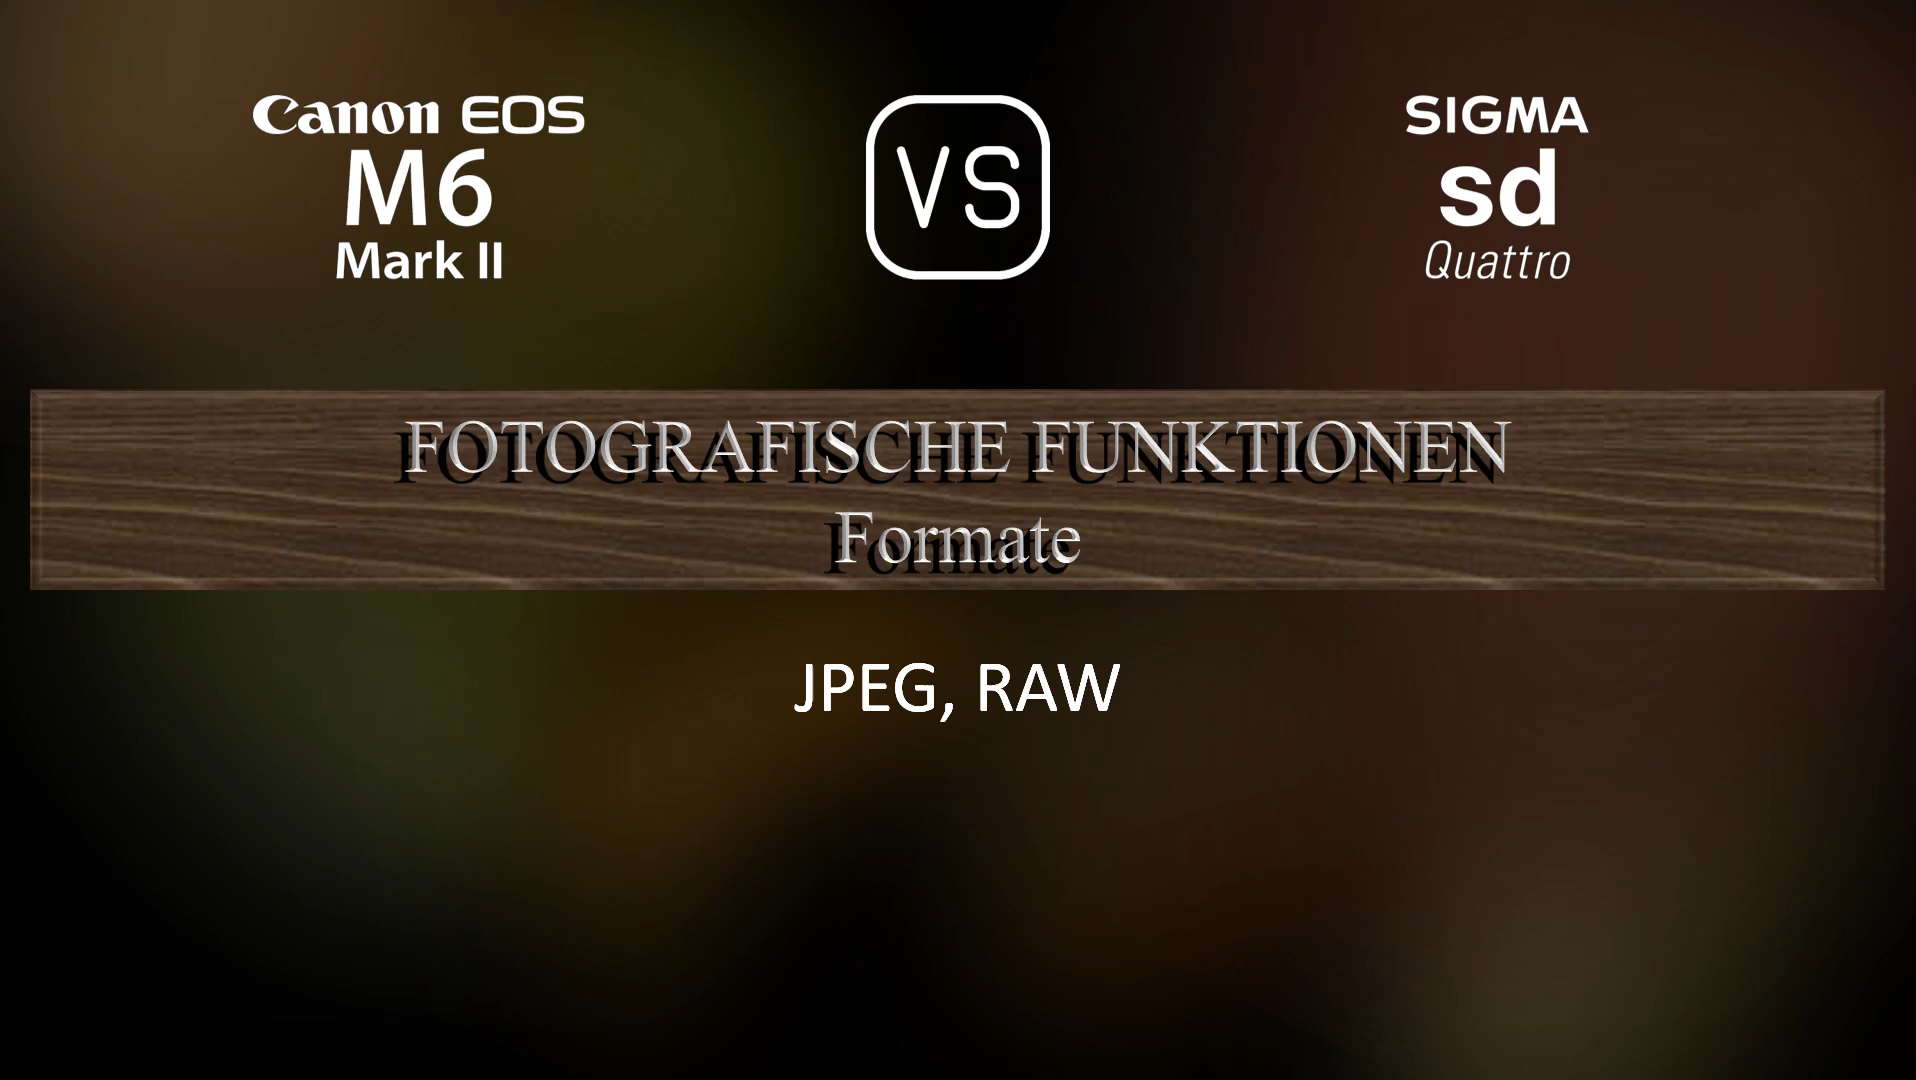 Canon EOS
M6
Mark II
VS
SIGMA
sd
Quattro
FOTOGRAFISCHE FUNKTIONEN
Formate
JPEG, RAW